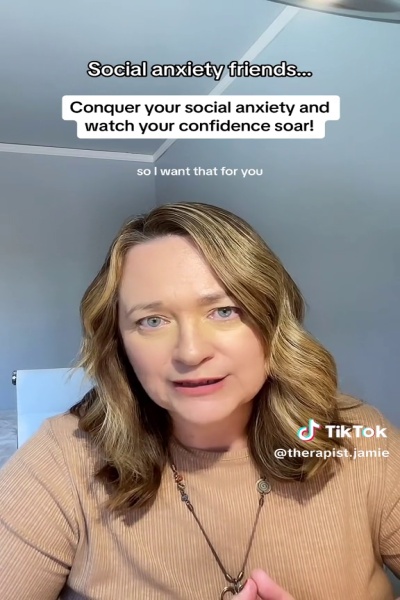 Social anxiety friends...
Conquer your social anxiety and
watch your confidence soar!
so I want that for you
TikTok
@therapist.jamie